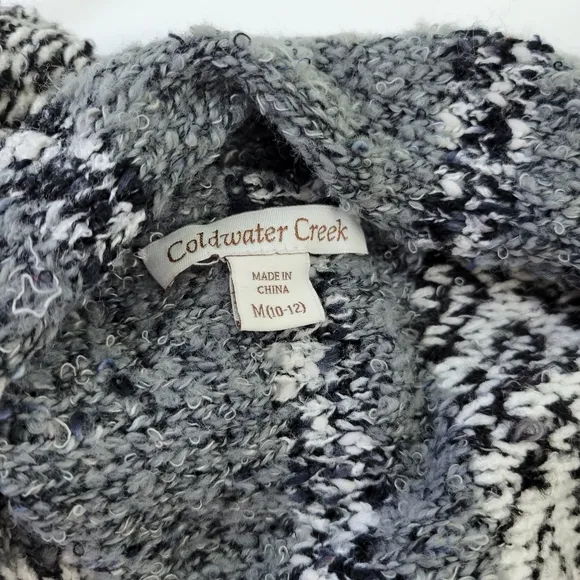 Coldwater Creek
MADE IN
CHINA
M(10-12)